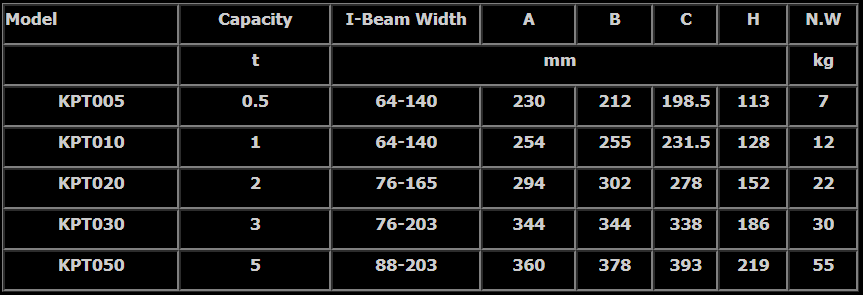 Model Capacity I-Beam Width A B C H N.W
t mm kg
KPT005 0.5 64-140 230 212 198.5 113 7
KPT010 1 64-140 254 255 231.5 128 12
KPT020 2 76-165 294 302 278 152 22
KPT030 3 76-203 344 344 338 186 30
KPT050 5 88-203 360 378 393 219 55